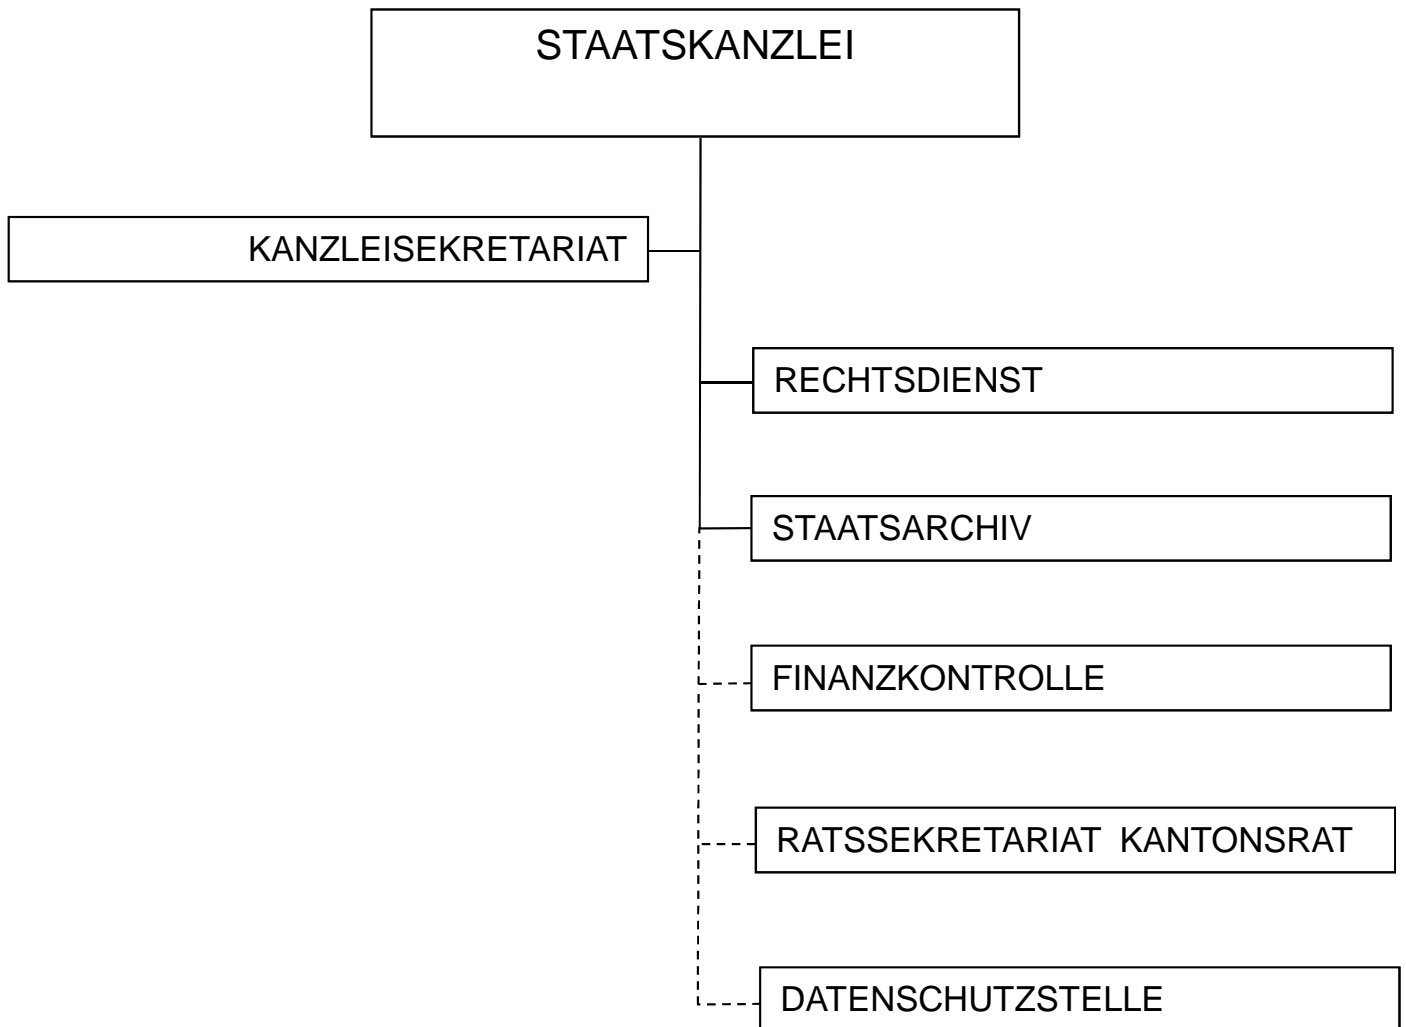 STAATSKANZLEI
KANZLEISEKRETARIAT
RECHTSDIENST
STAATSARCHIV
FINANZKONTROLLE
RATSSEKRETARIAT KANTONSRAT
DATENSCHUTZSTELLE